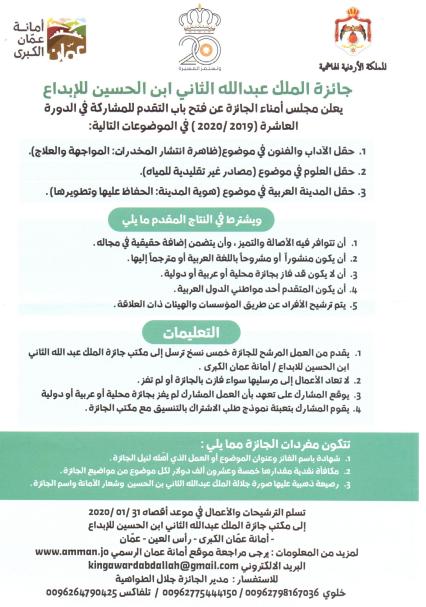 أمانة
عمّان
الكبرى
20
وتستمر المسيرة
المملكة الأردنية الهاشمية
جائزة الملك عبدالله الثاني ابن الحسين للإبداع
يعلن مجلس أمناء الجائزة عن فتح باب التقدم للمشاركة في الدورة
العاشرة (2019/ 2020 ) في الموضوعات التالية:
1. حقل الآداب والفنون في موضوع(ظاهرة انتشار المخدرات: المواجهة والعلاج).
2. حقل العلوم في موضوع (مصادر غير تقليدية للمياه).
3. حقل المدينة العربية في موضوع (هوية المدينة: الحفاظ عليها وتطويرها).
ويشترط في النتاج المقدم ما يلي
1. أن تتوافر فيه الأصالة والتميز ، وأن يتضمن إضافة حقيقية في مجاله.
2. أن يكون منشوراً أو مشروحاً باللغة العربية أو مترجماً إليها.
3. أن لا يكون قد فاز بجائزة محلية أو عربية أو دولية.
4. أن يكون المتقدم أحد مواطني الدول العربية.
5. يتم ترشيح الأفراد عن طريق المؤسسات والهيئات ذات العلاقة.
التعليمات
1. يقدم من العمل المرشح للجائزة خمس نسخ ترسل إلى مكتب جائزة الملك عبد الله الثاني
ابن الحسين للإبداع / أمانة عمان الكبرى .
2. لا تعاد الأعمال إلى مرسليها سواء فازت بالجائزة أو لم تفز .
3. يوقع المشارك على تعهد بأن العمل المشارك لم يفز بجائزة محلية أو عربية أو دولية
4. يقوم المشارك بتعبئة نموذج طلب الاشتراك بالتنسيق مع مكتب الجائزة .
تتكون مفردات الجائزة مما يلي :
1. شهادة باسم الفائز وعنوان الموضوع أو العمل الذي أهله لنيل الجائزة .
2. مكافأة نقدية مقدارها خمسة وعشرون ألف دولار لكل موضوع من مواضيع الجائزة .
3. رصيعة ذهبية عليها صورة جلالة الملك عبدالله الثاني بن الحسين وشعار الأمانة واسم الجائزة .
تسلم الترشيحات والأعمال في موعد أقصاه 31 /01 /2020
إلى مكتب جائزة الملك عبدالله الثاني ابن الحسين للإبداع
- أمانة عمّان الكبرى - رأس العين - عمّان
لمزيد من المعلومات : يرجى مراجعة موقع أمانة عمان الرسمي www.amman.jo
البريد الالكتروني kingawardabdallah@gmail.com
للاستفسار : مدير الجائزة جلال الطواهية
خلوي 00962798167036 / 00962775444150 / تلفاكس 0096264790425